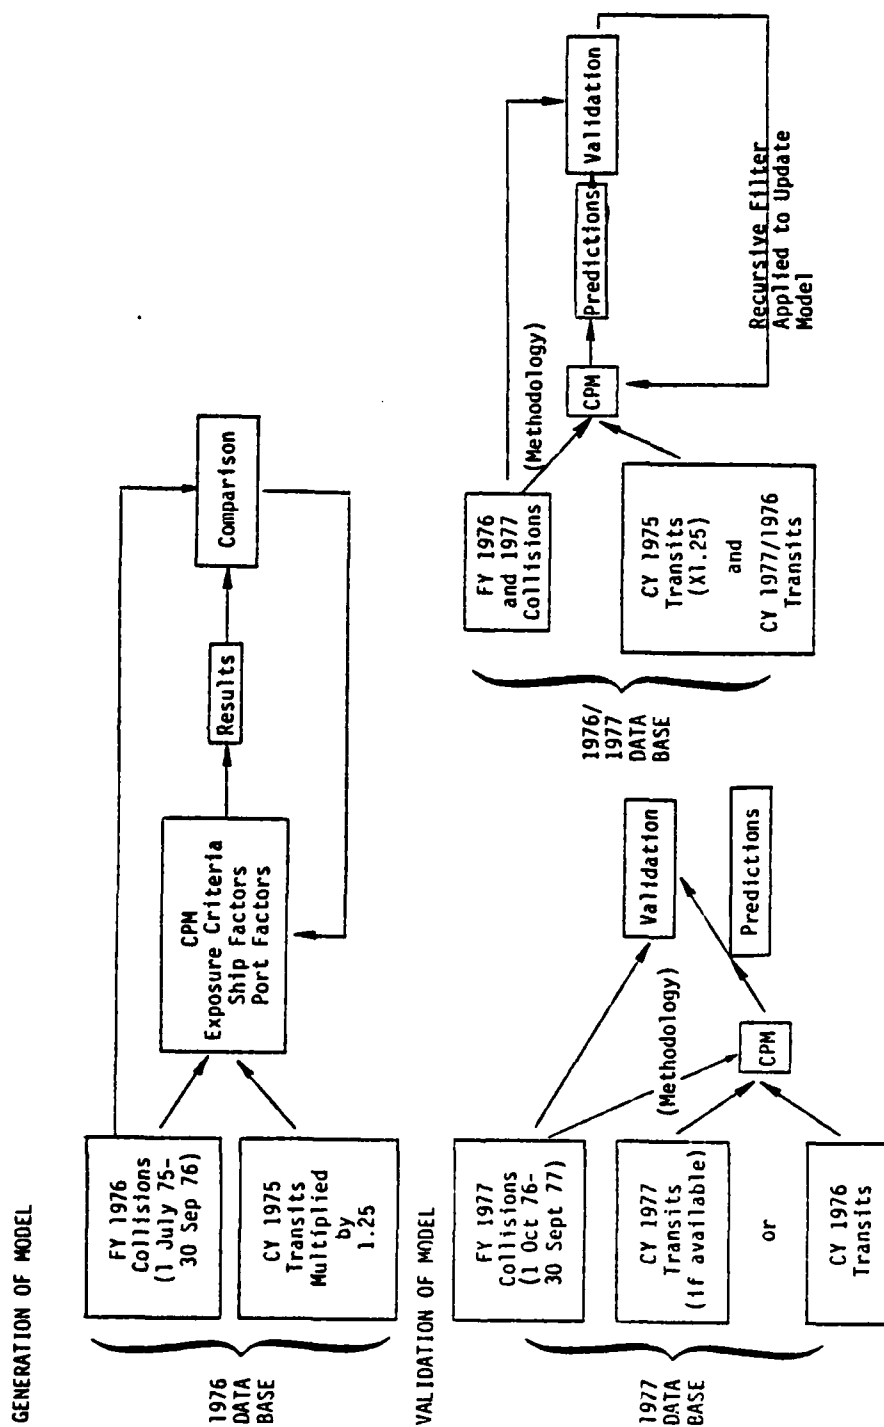 GENERATION OF MODEL
1976
DATA
BASE
FY 1976
Collisions
(1 July 75-
30 Sep 76)
CY 1975
Transits
Multiplied
by
1.25
CPM
Exposure Criteria
Ship Factors
Port Factors
Results
Comparison
VALIDATION OF MODEL
1977
DATA
BASE
FY 1977
Collisions
(1 Oct 76-
30 Sept 77)
CY 1977
Transits
(if available)
or
CY 1976
Transits
(Methodology)
CPM
Validation
Predictions
1976/
1977
DATA
BASE
FY 1976
and 1977
Collisions
CY 1975
Transits
(X1.25)
and
CY 1977/1976
Transits
(Methodology)
CPM
Predictions
Validation
Recursive Filter
Applied to Update
Model